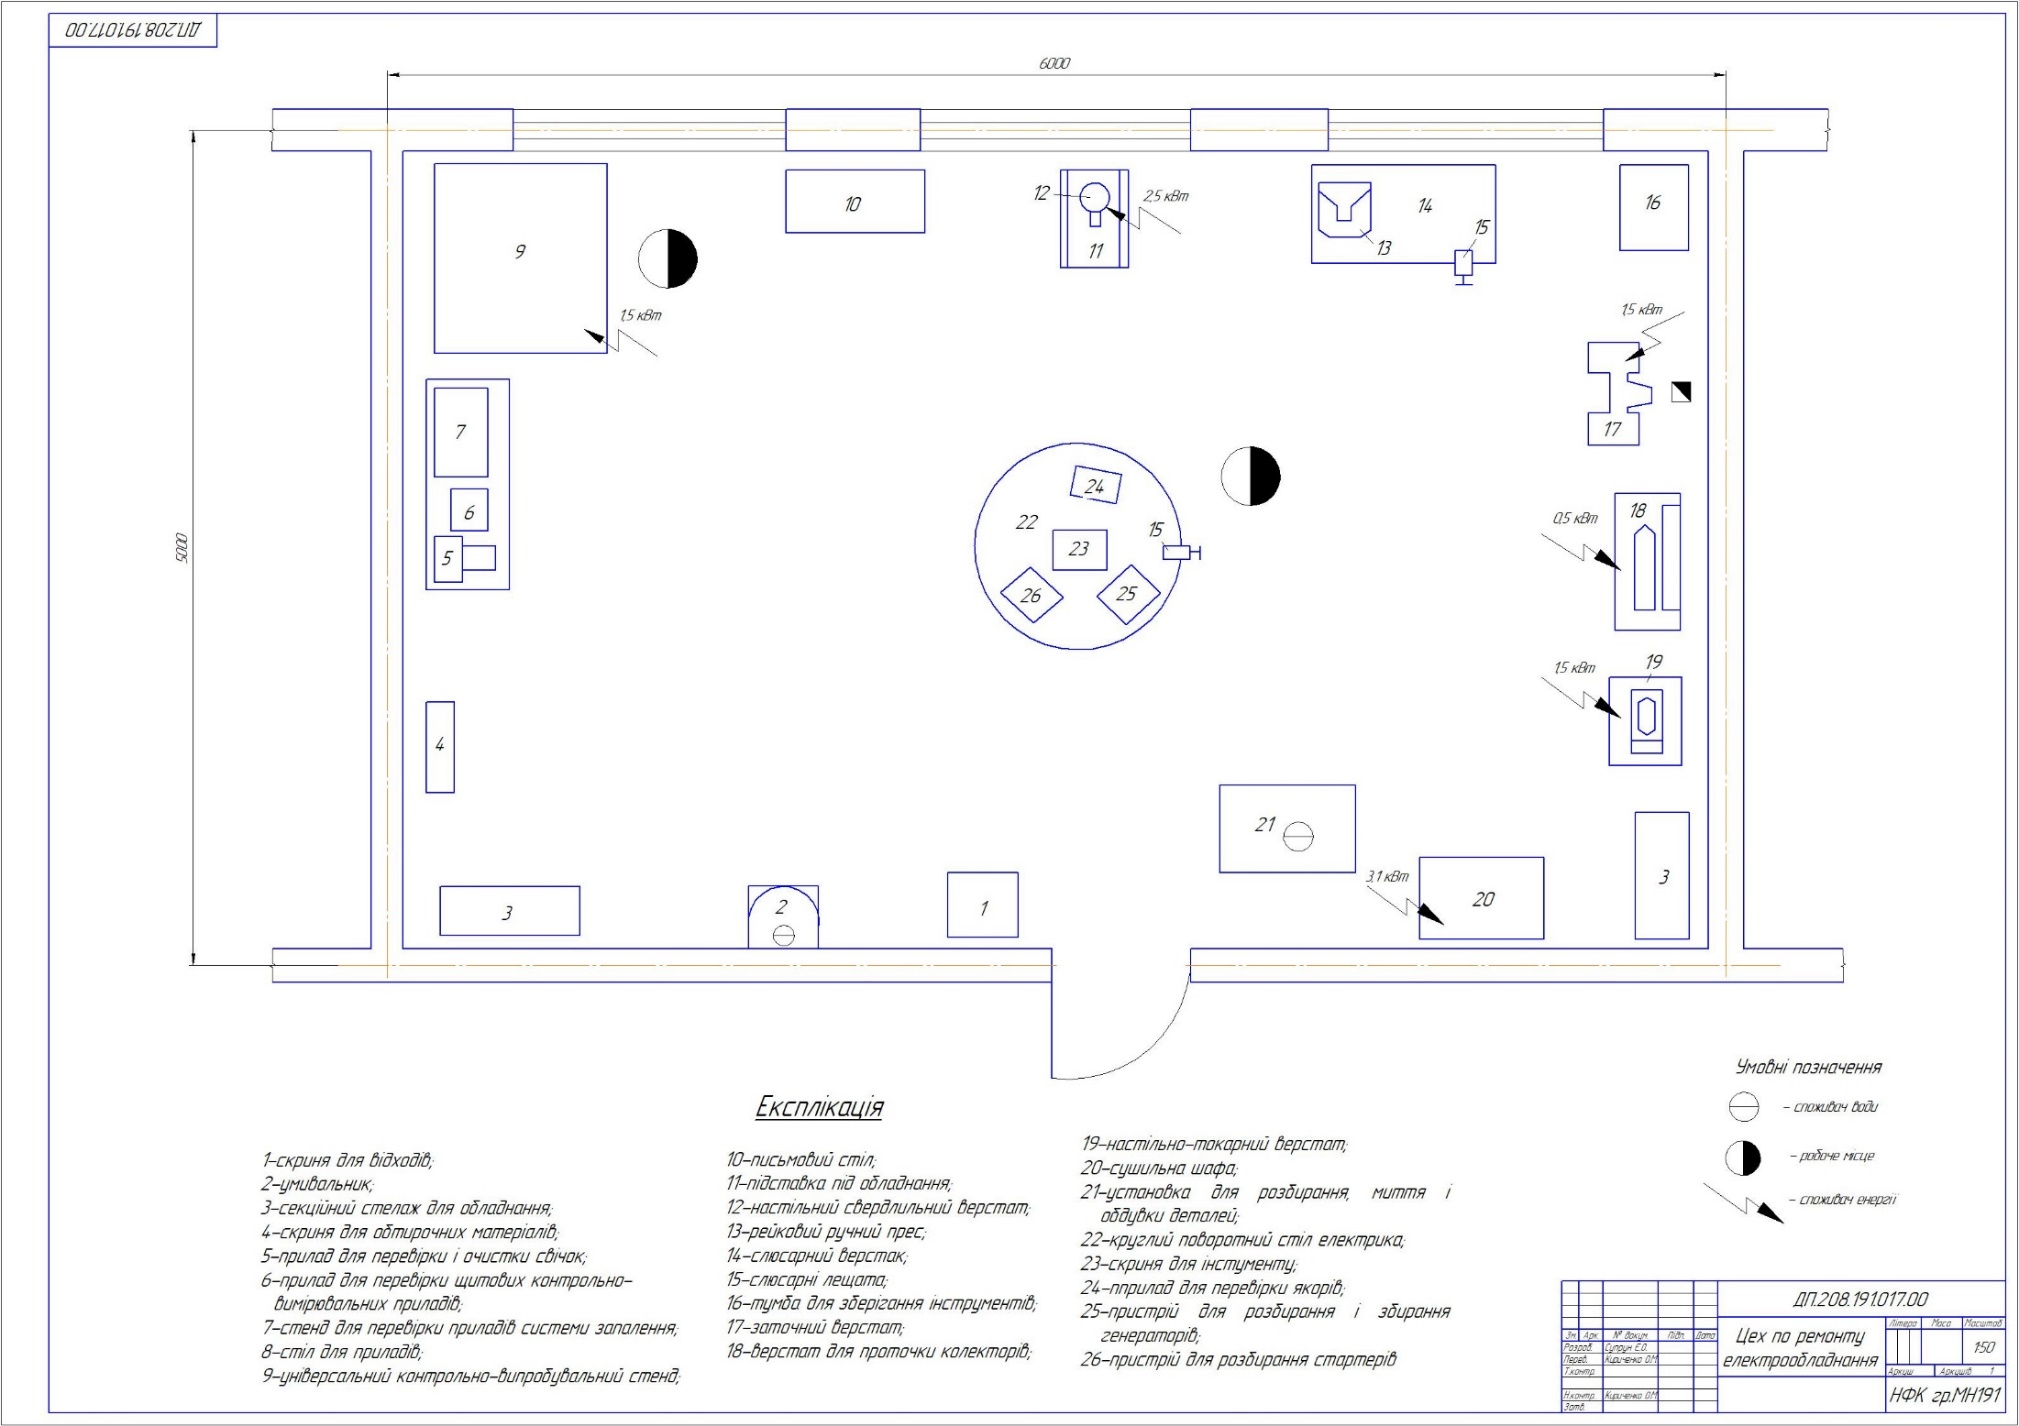 ДП.208.191.017.00
6000
5000
9
1,5 кВт
10
12
11
2,5 кВт
14
13
15
16
1,5 кВт
17
7
6
5
24
22
23
15
26
25
0,5 кВт
18
1,5 кВт
19
4
21
3,1 кВт
20
3
3
2
1
Експлікація
1-скриня для відходів;
2-умивальник;
3-секційний стелаж для обладнання;
4-скриня для обтирочних матеріалів;
5-прилад для перевірки і очистки свічок;
6-прилад для перевірки щитових контрольно-
вимірювальних приладів;
7-стенд для перевірки приладів системи запалення;
8-стіл для приладів;
9-універсальний контрольно-випробувальний стенд;
10-письмовий стіл;
11-підставка під обладнання;
12-настільний свердлильний верстат;
13-рейковий ручний прес;
14-слюсарний верстак;
15-слюсарні лещата;
16-тумба для зберігання інструментів;
17-заточний верстат;
18-верстат для проточки колекторів;
19-настільно-токарний верстат;
20-сушильна шафа;
21-установка для розбирання, миття і
обдувки деталей;
22-круглий поворотний стіл електрика;
23-скриня для інстументу;
24-пприлад для перевірки якорів;
25-пристрій для розбирання і збирання
генераторів;
26-пристрій для розбирання стартерів
Умовні позначення
- споживач води
- робоче місце
- споживач енергії
ДП.208.191.017.00
Цех по ремонту
електрообладнання
Літера Маса Масштаб
1:50
Аркуш Аркушів 1
НФК гр.МН191
Зм. Арк. № докум. Підп. Дата
Розроб. Супрун Є.О.
Перев. Кириченко О.М.
Т.контр.
Н.контр. Кириченко О.М.
Затв.